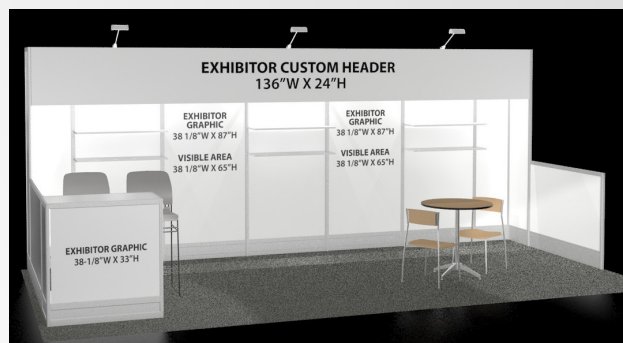 EXHIBITOR CUSTOM HEADER
136”W X 24”H
EXHIBITOR
GRAPHIC
38 1/8”W X 87”H
VISIBLE AREA
38 1/8”W X 65”H
EXHIBITOR
GRAPHIC
38 1/8”W X 87”H
VISIBLE AREA
38 1/8”W X 65”H
EXHIBITOR GRAPHIC
38-1/8”W X 33”H